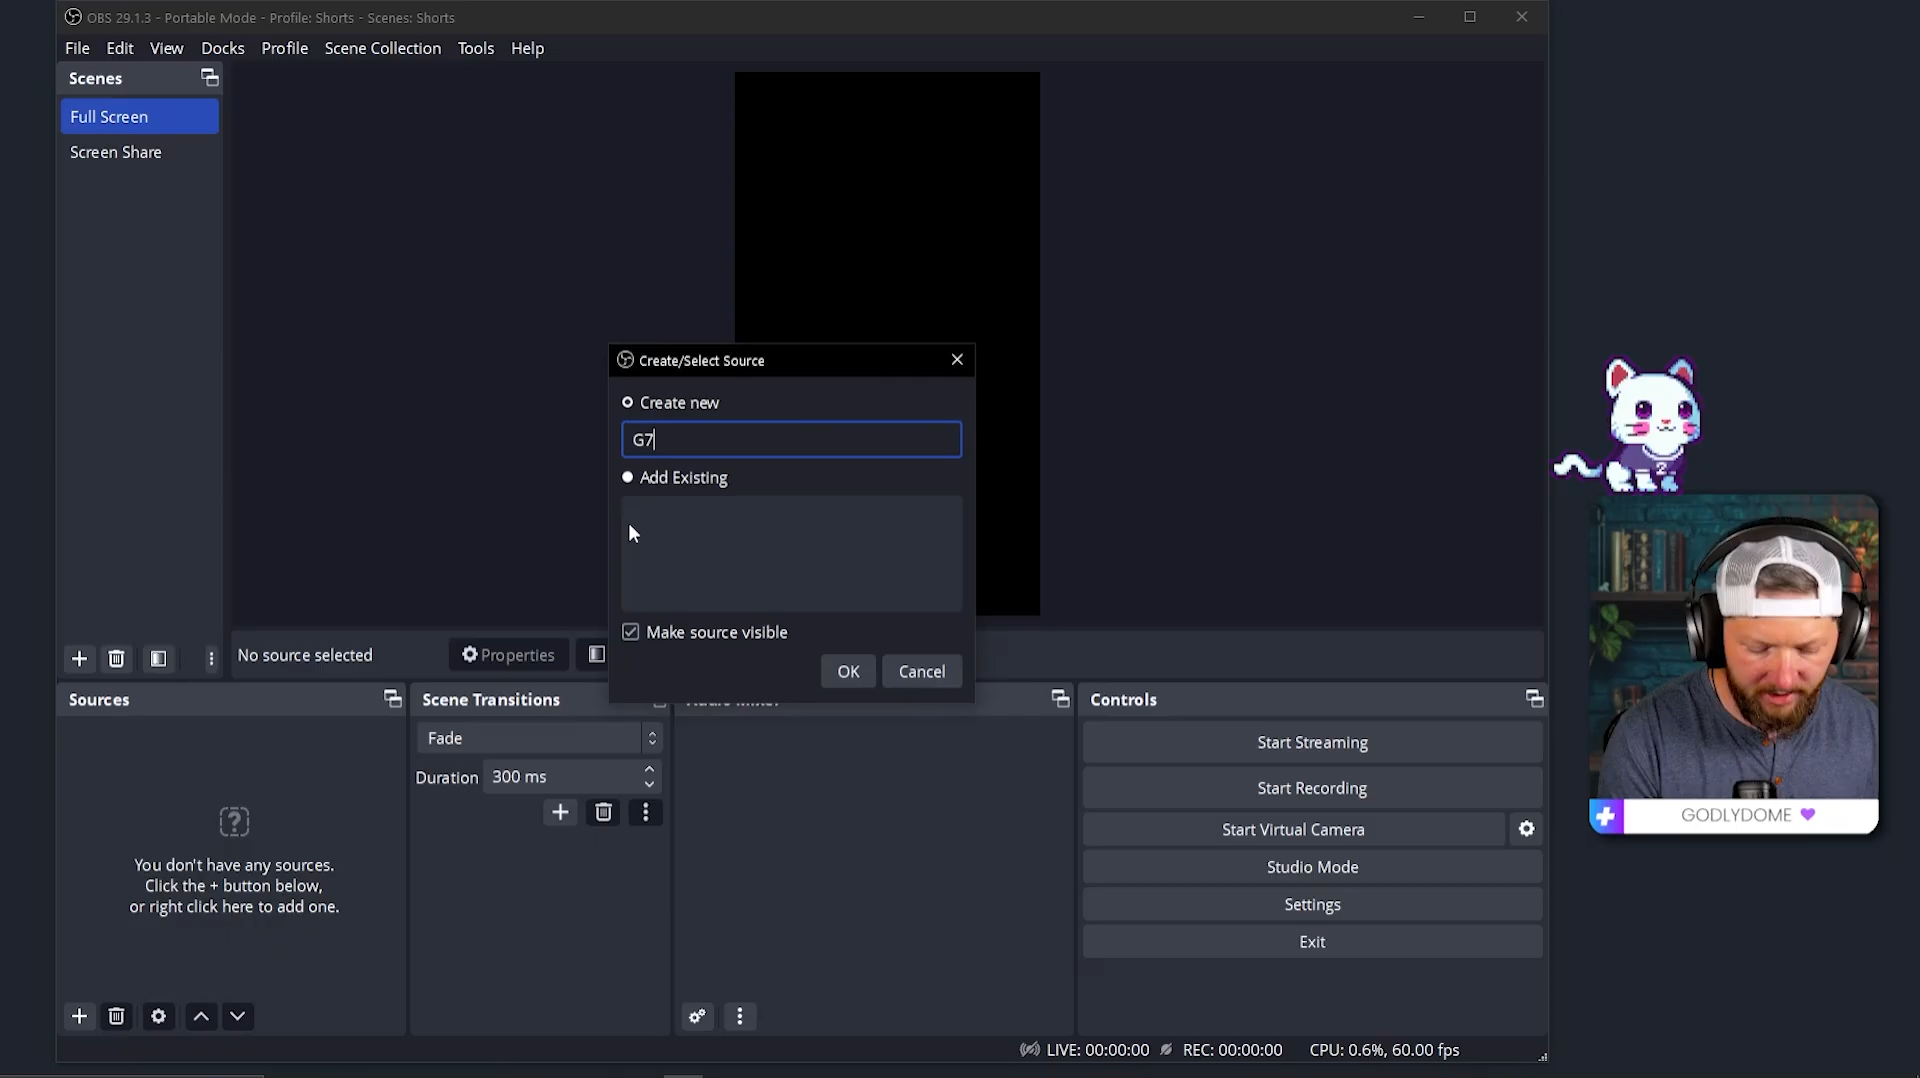 OBS 29.1.3 - Portable Mode - Profile: Shorts - Scenes: Shorts
File Edit View Docks Profile Scene Collection Tools Help
Scenes
Full Screen
Screen Share
Create/Select Source
Create new
G7
Add Existing
Make source visible
OK Cancel
No source selected
Properties
Sources
You don't have any sources.
Click the + button below,
or right click here to add one.
Scene Transitions
Fade
Duration 300 ms
Controls
Start Streaming
Start Recording
Start Virtual Camera
Studio Mode
Settings
Exit
LIVE: 00:00:00 REC: 00:00:00 CPU: 0.6%, 60.00 fps
2
GODLYDOME